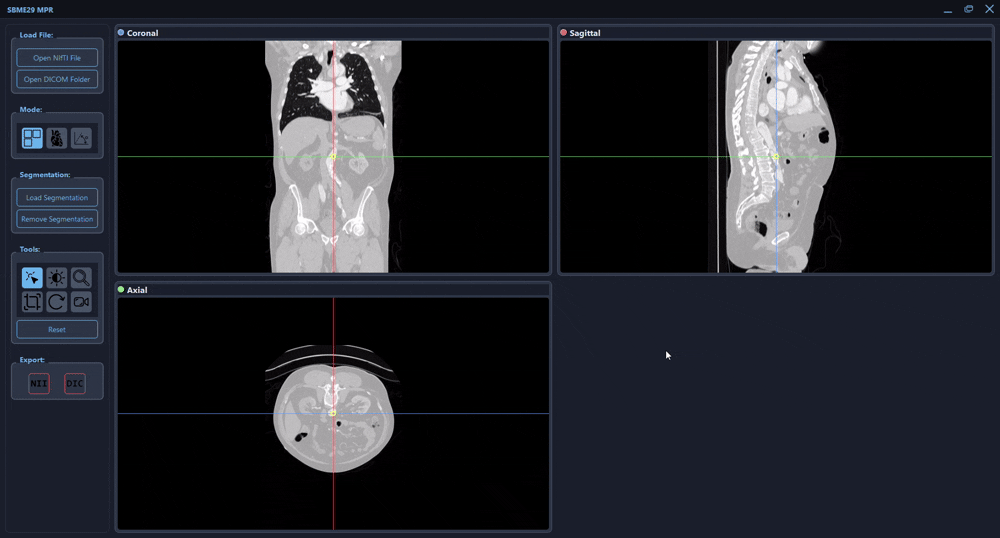 SBME29 MPR
Load File:
Open NIfTI File
Open DICOM Folder
Mode:
Segmentation:
Load Segmentation
Remove Segmentation
Tools:
Reset
Export:
NII
DIC
Coronal
Sagittal
Axial